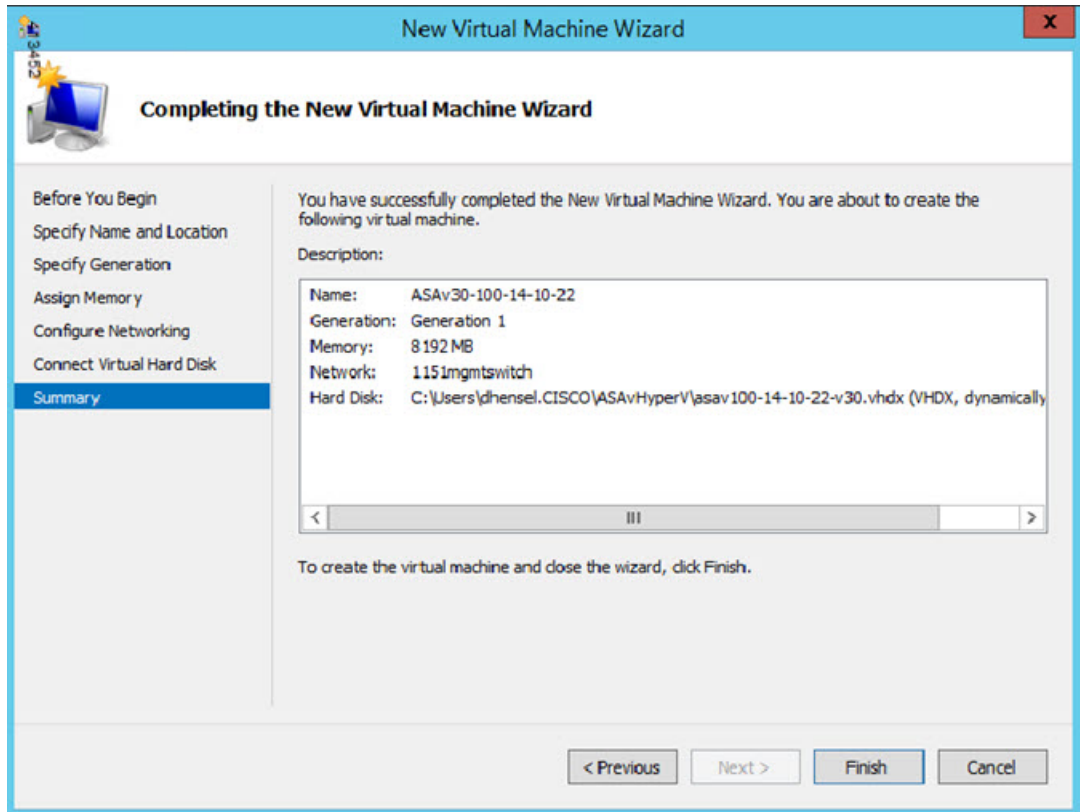 New Virtual Machine Wizard
X
413452
Completing the New Virtual Machine Wizard
Before You Begin
Specify Name and Location
Specify Generation
Assign Memory
Configure Networking
Connect Virtual Hard Disk
Summary
You have successfully completed the New Virtual Machine Wizard. You are about to create the
following virtual machine.
Description:
Name: ASAv30-100-14-10-22
Generation: Generation 1
Memory: 8192 MB
Network: 1151mgmtswitch
Hard Disk: C:\Users\dhensel.CISCO\ASAvHyperV\asav100-14-10-22-v30.vhdx (VHDX, dynamically
To create the virtual machine and close the wizard, click Finish.
< Previous
Next >
Finish
Cancel